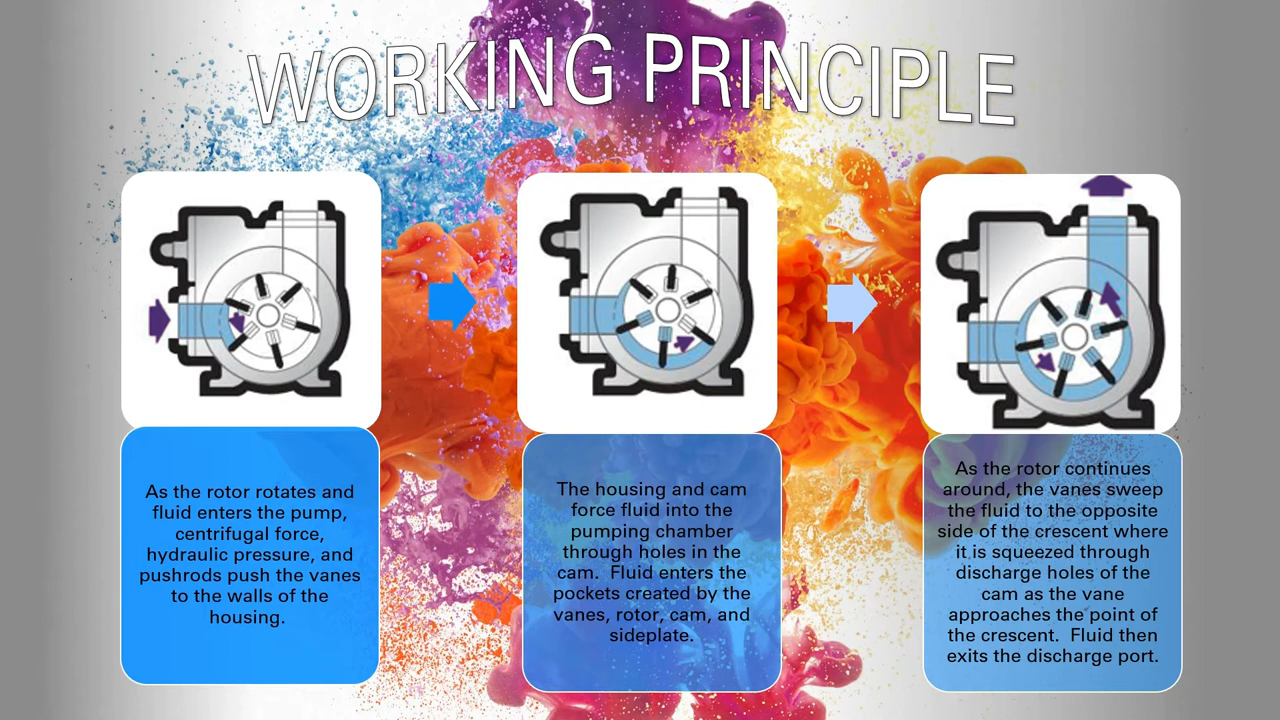 WORKING PRINCIPLE
As the rotor rotates and
fluid enters the pump,
centrifugal force,
hydraulic pressure, and
pushrods push the vanes
to the walls of the
housing.
The housing and cam
force fluid into the
pumping chamber
through holes in the
cam.  Fluid enters the
pockets created by the
vanes, rotor, cam, and
sideplate.
As the rotor continues
around, the vanes sweep
the fluid to the opposite
side of the crescent where
it is squeezed through
discharge holes of the
cam as the vane
approaches the point of
the crescent.  Fluid then
exits the discharge port.